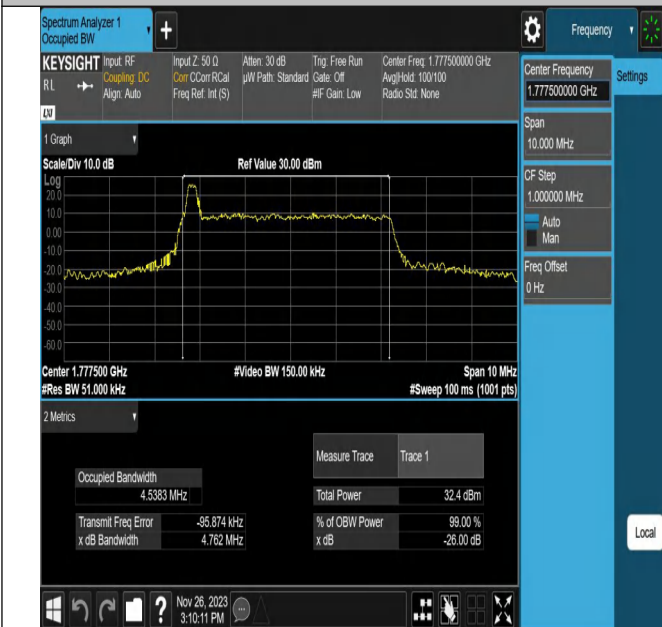 Spectrum Analyzer 1
Occupied BW
+
Frequency
KEYSIGHT
RL
LXI
Input: RF
Coupling: DC
Align: Auto
Input Z: 50 Ω
Corr CCorr RCal
Freq Ref: Int (S)
Atten: 30 dB
µW Path: Standard
Trig: Free Run
Gate: Off
#IF Gain: Low
Center Freq: 1.777500000 GHz
Avg|Hold: 100/100
Radio Std: None
Center Frequency
1.777500000 GHz
Settings
Span
10.000 MHz
CF Step
1.000000 MHz
Auto
Man
Freq Offset
0 Hz
1 Graph
Scale/Div 10.0 dB
Ref Value 30.00 dBm
Log
20.0
10.0
0.00
-10.0
-20.0
-30.0
-40.0
-50.0
-60.0
Center 1.777500 GHz
#Video BW 150.00 kHz
Span 10 MHz
#Res BW 51.000 kHz
#Sweep 100 ms (1001 pts)
2 Metrics
Measure Trace
Trace 1
Occupied Bandwidth
4.5383 MHz
Total Power
32.4 dBm
Transmit Freq Error
-95.874 kHz
% of OBW Power
99.00 %
x dB Bandwidth
4.762 MHz
x dB
-26.00 dB
Local
?
Nov 26, 2023
3:10:11 PM